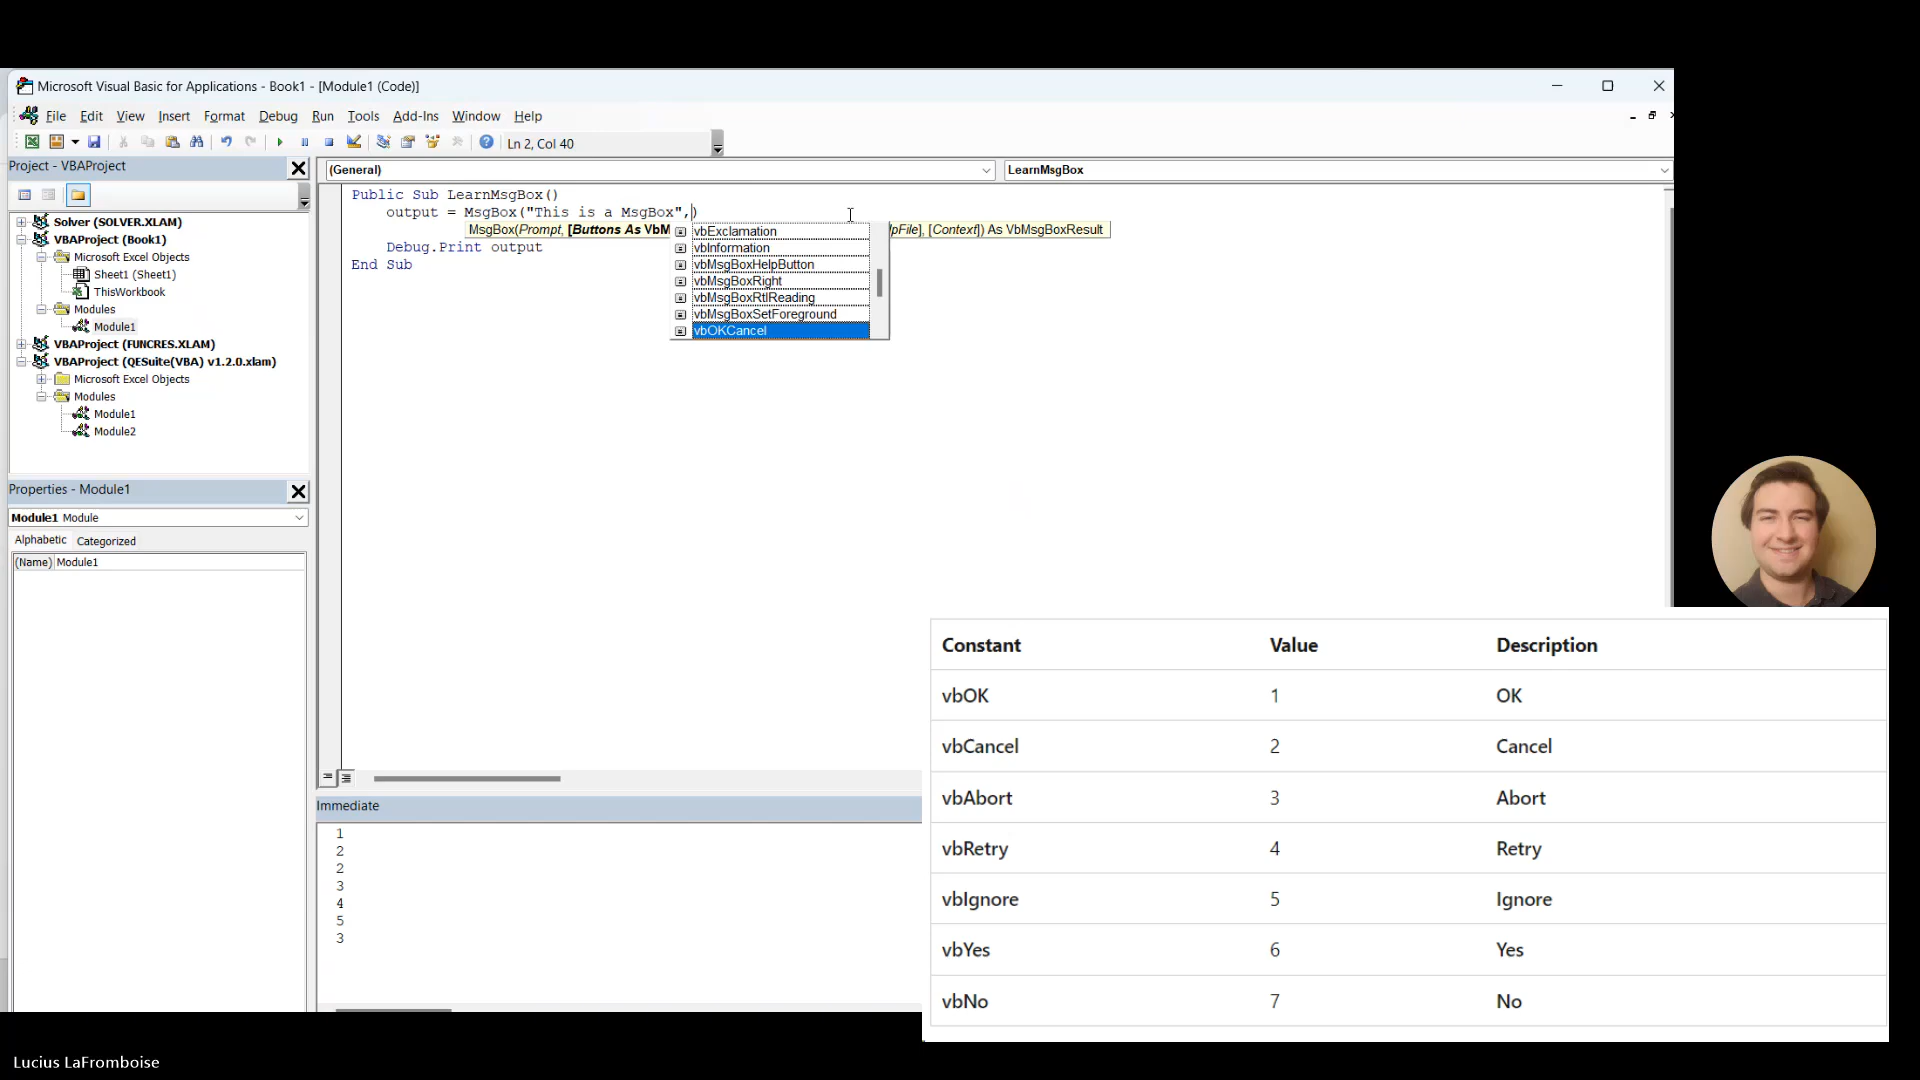 Microsoft Visual Basic for Applications - Book1 - [Module1 (Code)]
File Edit View Insert Format Debug Run Tools Add-Ins Window Help
Ln 2, Col 40
Project - VBAProject
Solver (SOLVER.XLAM)
VBAProject (Book1)
Microsoft Excel Objects
Sheet1 (Sheet1)
ThisWorkbook
Modules
Module1
VBAProject (FUNCRES.XLAM)
VBAProject (QESuite(VBA) v1.2.0.xlam)
Microsoft Excel Objects
Modules
Module1
Module2
Properties - Module1
Module1 Module
Alphabetic Categorized
(Name) Module1
(General) LearnMsgBox
Public Sub LearnMsgBox()
output = MsgBox("This is a MsgBox",)
MsgBox(Prompt, [Buttons As VbM
pFile], [Context]) As VbMsgBoxResult
vbExclamation
vbInformation
vbMsgBoxHelpButton
vbMsgBoxRight
vbMsgBoxRtlReading
vbMsgBoxSetForeground
vbOKCancel
Debug.Print output
End Sub
Immediate
1
2
2
3
4
5
3
Constant Value Description
vbOK 1 OK
vbCancel 2 Cancel
vbAbort 3 Abort
vbRetry 4 Retry
vbIgnore 5 Ignore
vbYes 6 Yes
vbNo 7 No
Lucius LaFromboise